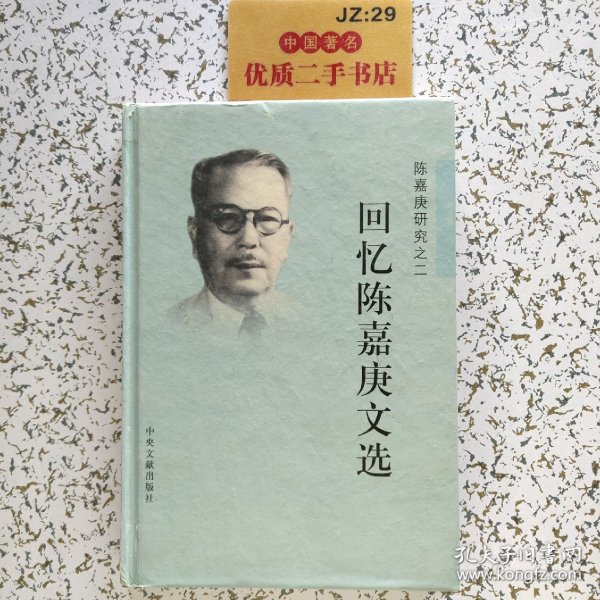 JZ:29
中国著名
优质二手书店
陈嘉庚研究之二
回忆陈嘉庚文选
中央文献出版社
孔夫子旧书网
www.kongfz.com